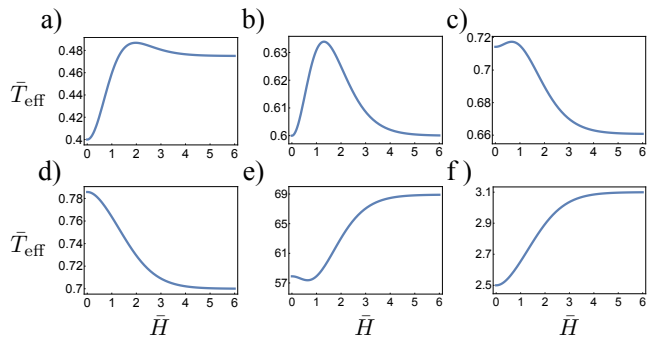 a) b) c)
0.48 0.63 0.72
0.46 0.62 0.7
T̄eff 0.44 0.61 0.68
0.42 0.6 0.66
0.4
0 1 2 3 4 5 6 0 1 2 3 4 5 6 0 1 2 3 4 5 6
d) e) f)
0.78 69 3.1
0.76 65 2.9
T̄eff 0.74 61 2.7
0.72 57 2.5
0.7
0 1 2 3 4 5 6 0 1 2 3 4 5 6 0 1 2 3 4 5 6
H̄ H̄ H̄